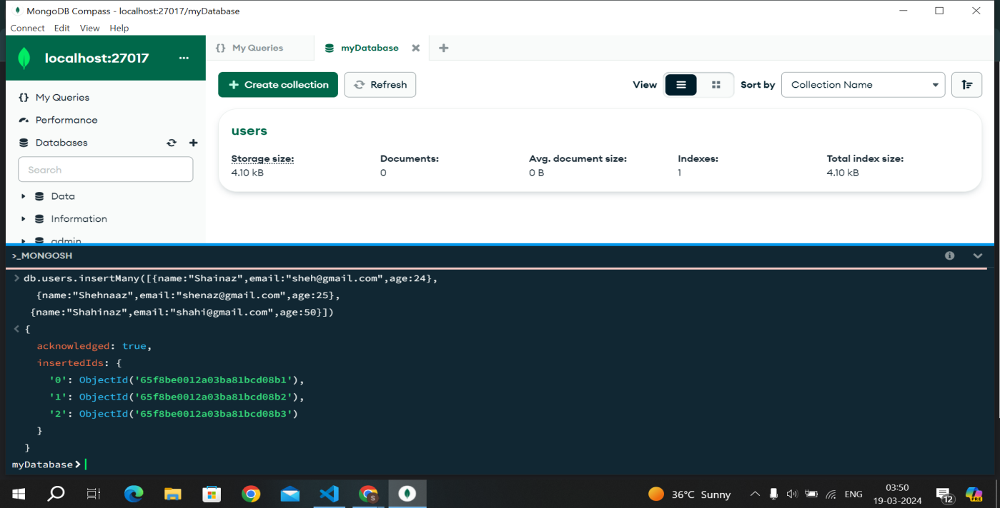 MongoDB Compass - localhost:27017/myDatabase
Connect Edit View Help
localhost:27017 ...
{} My Queries
myDatabase
My Queries
Performance
Databases
Search
Data
Information
admin
Create collection
Refresh
View
Sort by
Collection Name
users
Storage size: Documents: Avg. document size: Indexes: Total index size:
4.10 kB 0 0 B 1 4.10 kB
>_MONGOSH
> db.users.insertMany([{name:"Shainaz",email:"sheh@gmail.com",age:24},
{name:"Shehnaaz",email:"shenaz@gmail.com",age:25},
{name:"Shahinaz",email:"shahi@gmail.com",age:50}])
< {
acknowledged: true,
insertedIds: {
'0': ObjectId('65f8be0012a03ba81bcd08b1'),
'1': ObjectId('65f8be0012a03ba81bcd08b2'),
'2': ObjectId('65f8be0012a03ba81bcd08b3')
}
}
myDatabase>
S
36°C Sunny
ENG
03:50
19-03-2024
12
PRE